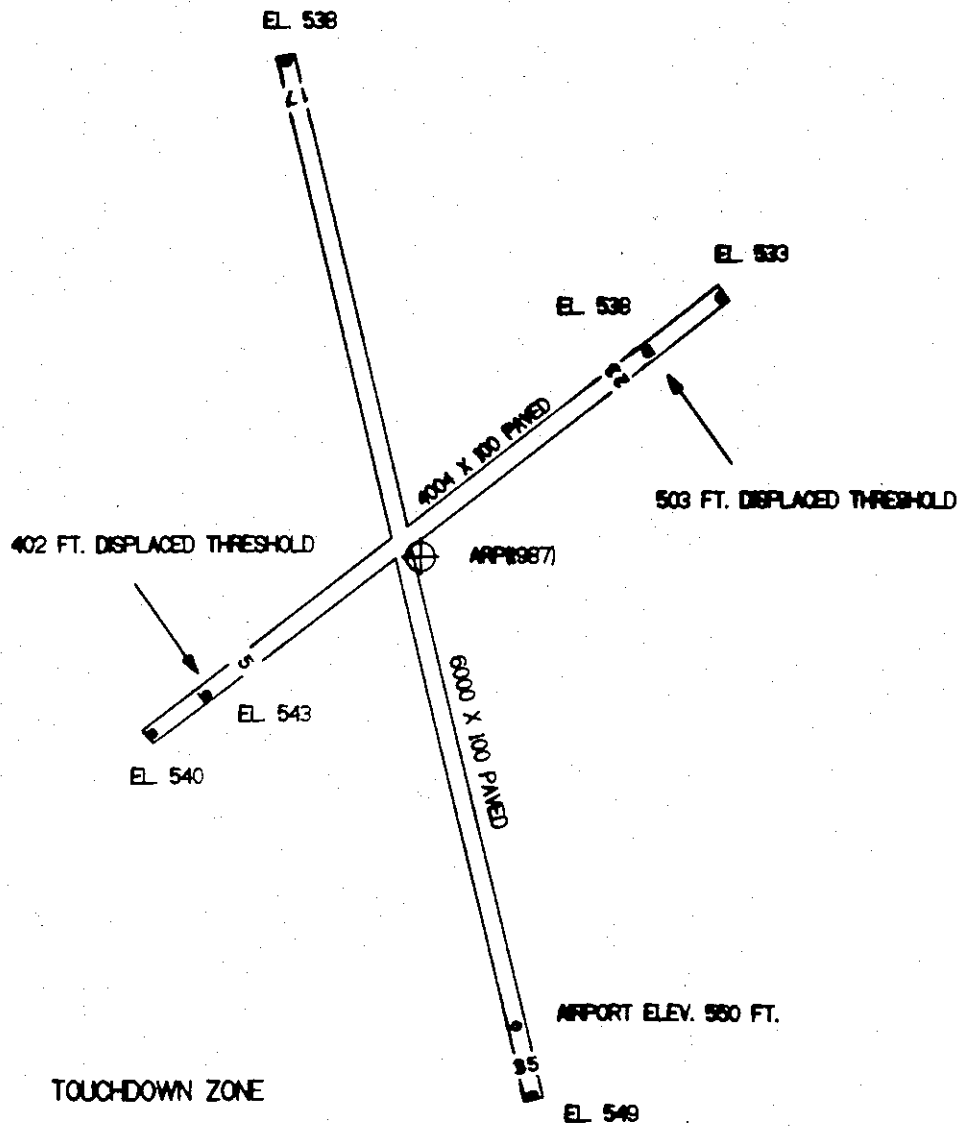 EL. 538
17
EL. 533
EL. 538
23
4004 X 100 PAVED
503 FT. DISPLACED THRESHOLD
402 FT. DISPLACED THRESHOLD
ARP(1987)
5
EL. 543
EL. 540
6000 X 100 PAVED
AIRPORT ELEV. 550 FT.
35
TOUCHDOWN ZONE
EL. 549